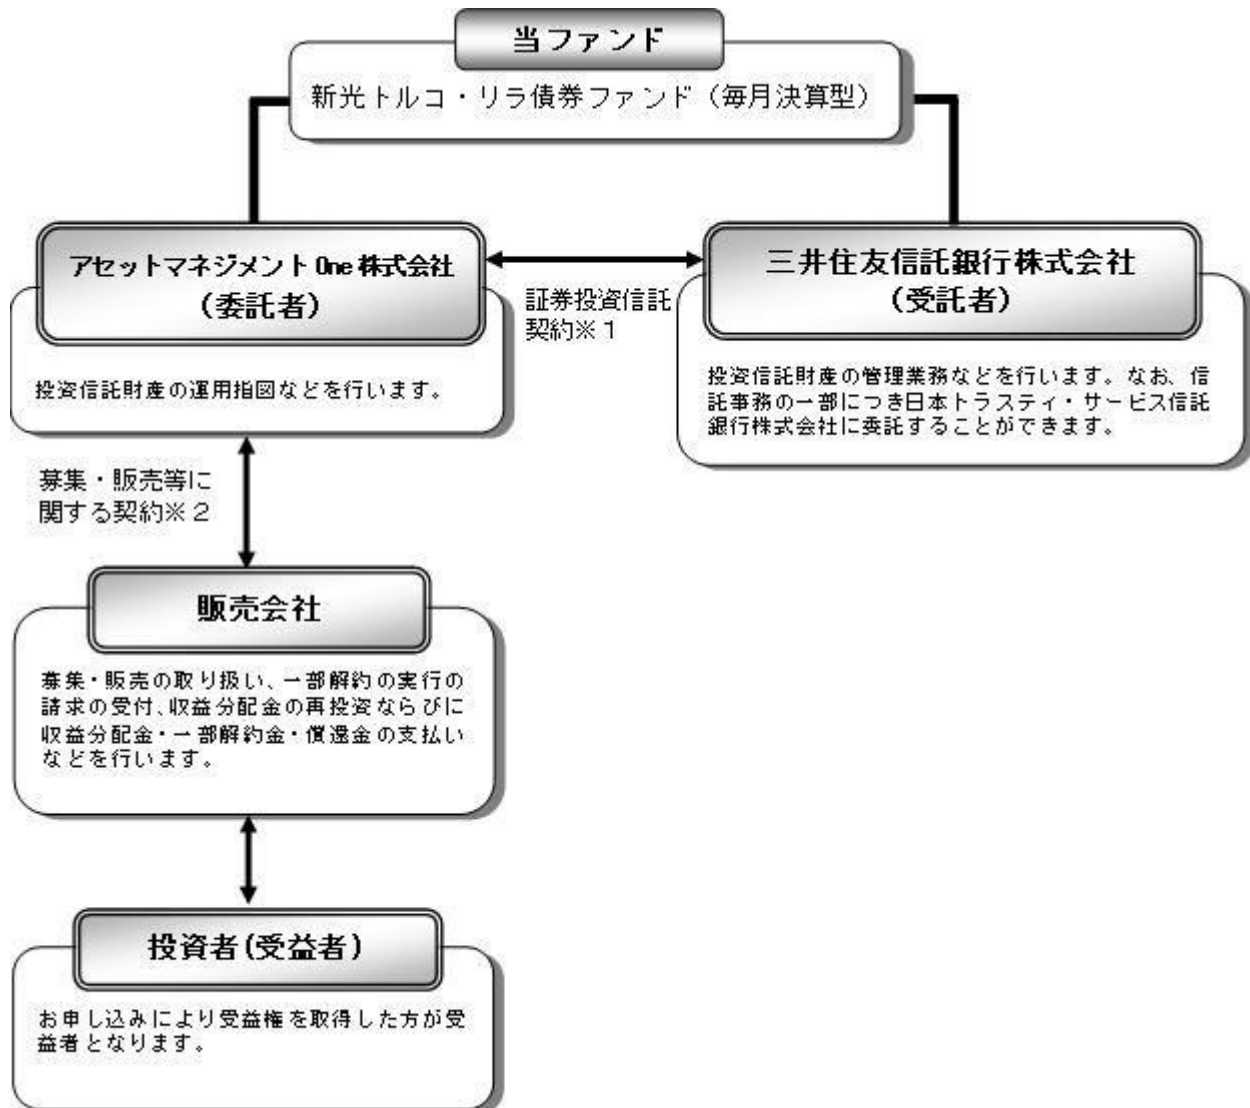 当ファンド
新光トルコ・リラ債券ファンド（毎月決算型）
アセットマネジメント One 株式会社
（委託者）
投資信託財産の運用指図などを行います。
証券投資信託
契約※１
三井住友信託銀行株式会社
（受託者）
投資信託財産の管理業務などを行います。なお、信
託事務の一部につき日本トラスティ・サービス信託
銀行株式会社に委託することができます。
募集・販売等に
関する契約※２
販売会社
募集・販売の取り扱い、一部解約の実行の
請求の受付、収益分配金の再投資ならびに
収益分配金・一部解約金・償還金の支払い
などを行います。
投資者(受益者)
お申し込みにより受益権を取得した方が受
益者となります。